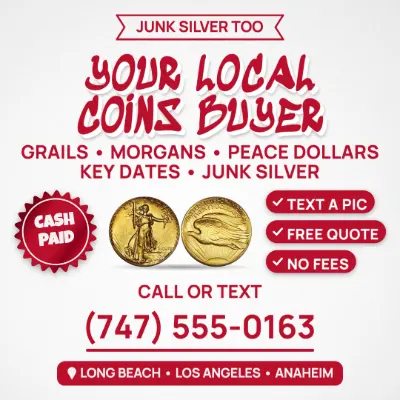 JUNK SILVER TOO
YOUR LOCAL
COINS BUYER
GRAILS • MORGANS • PEACE DOLLARS
KEY DATES • JUNK SILVER
CASH
PAID
TEXT A PIC
FREE QUOTE
NO FEES
CALL OR TEXT
(747) 555-0163
LONG BEACH • LOS ANGELES • ANAHEIM